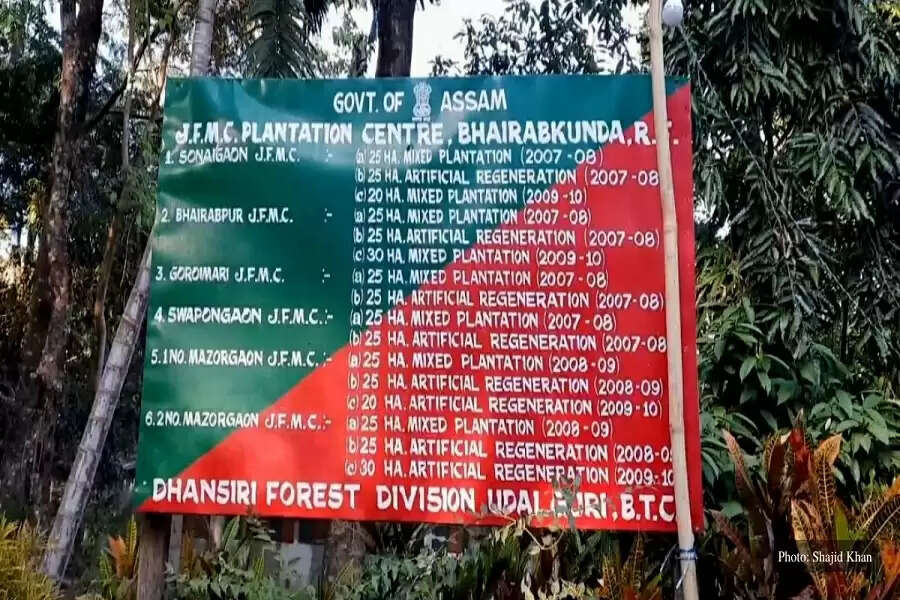 GOVT. OF ASSAM
J.F.M.C. PLANTATION CENTRE, BHAIRABKUNDA, R.F.
1. SONAIGAON J.F.M.C. :- (a) 25 HA. MIXED PLANTATION (2007-08)
(b) 25 HA. ARTIFICIAL REGENERATION (2007-08
(c) 20 HA. MIXED PLANTATION (2009-10)
2. BHAIRABPUR J.F.M.C. :- (a) 25 HA. MIXED PLANTATION (2007-08)
(b) 25 HA. ARTIFICIAL REGENERATION (2007-08)
(c) 30 HA. MIXED PLANTATION (2009-10)
3. GOROIMARI J.F.M.C. :- (a) 25 HA. MIXED PLANTATION (2007-08)
(b) 25 HA. ARTIFICIAL REGENERATION (2007-08)
4. SWAPONGAON J.F.M.C. :- (a) 25 HA. MIXED PLANTATION (2007-08)
(b) 25 HA. ARTIFICIAL REGENERATION (2007-08
5. 1 NO. MAZORGAON J.F.M.C. :- (a) 25 HA. MIXED PLANTATION (2008-09)
(b) 25 HA. ARTIFICIAL REGENERATION (2008-09)
(c) 20 HA. ARTIFICIAL REGENERATION (2009-10)
6. 2 NO. MAZORGAON J.F.M.C. :- (a) 25 HA. MIXED PLANTATION (2008-09)
(b) 25 HA. ARTIFICIAL REGENERATION (2008-0
(c) 30 HA. ARTIFICIAL REGENERATION (2009-10
DHANSIRI FOREST DIVISION, UDALGURI, B.T.C
Photo: Shajid Khan